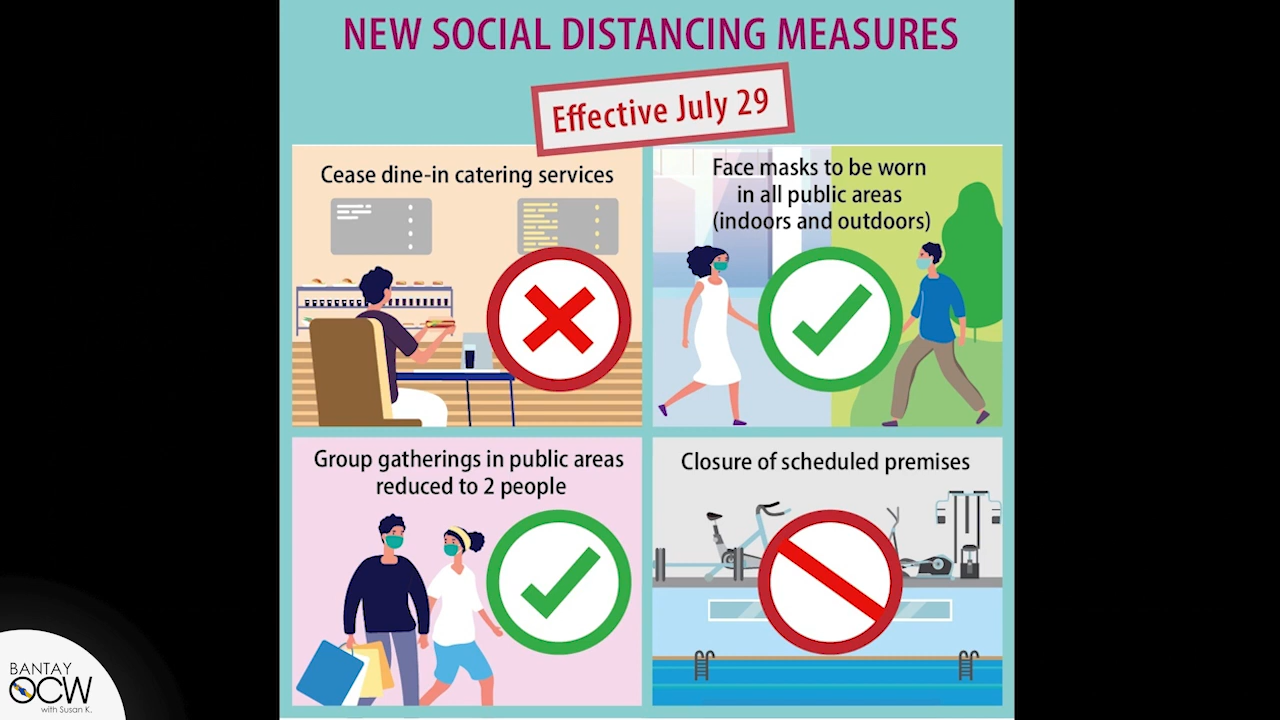 NEW SOCIAL DISTANCING MEASURES
Effective July 29
Cease dine-in catering services
Face masks to be worn
in all public areas
(indoors and outdoors)
Group gatherings in public areas
reduced to 2 people
Closure of scheduled premises
BANTAY
OCW
with Susan K.